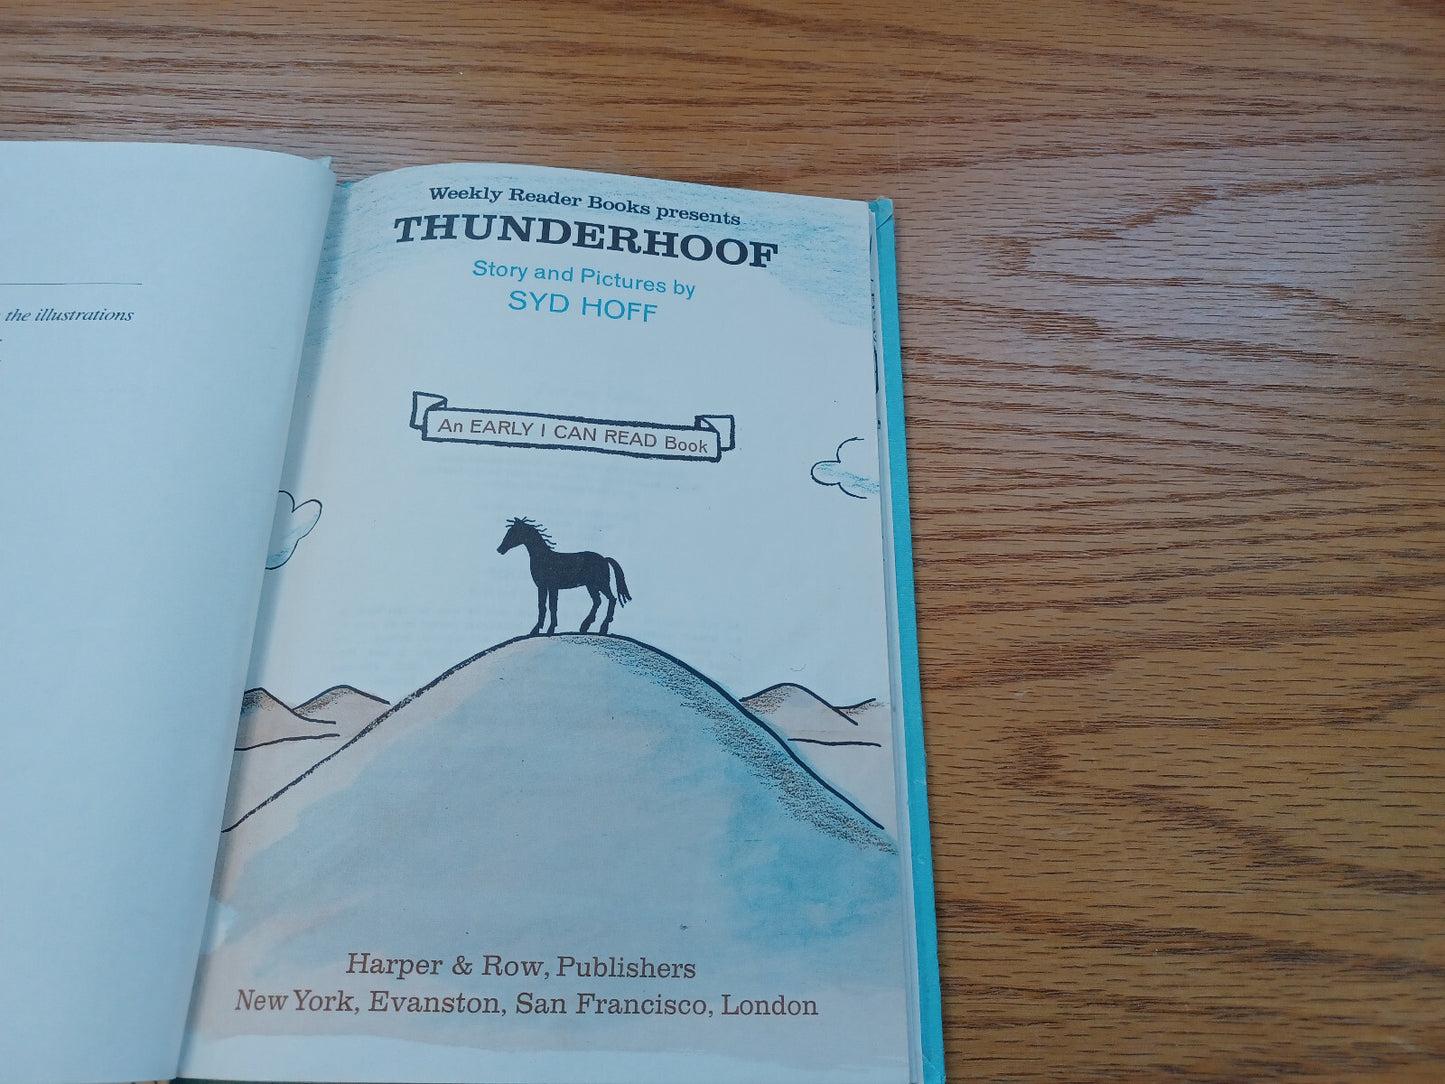 the illustrations
Weekly Reader Books presents
THUNDERHOOF
Story and Pictures by
SYD HOFF
An EARLY I CAN READ Book
Harper & Row, Publishers
New York, Evanston, San Francisco, London